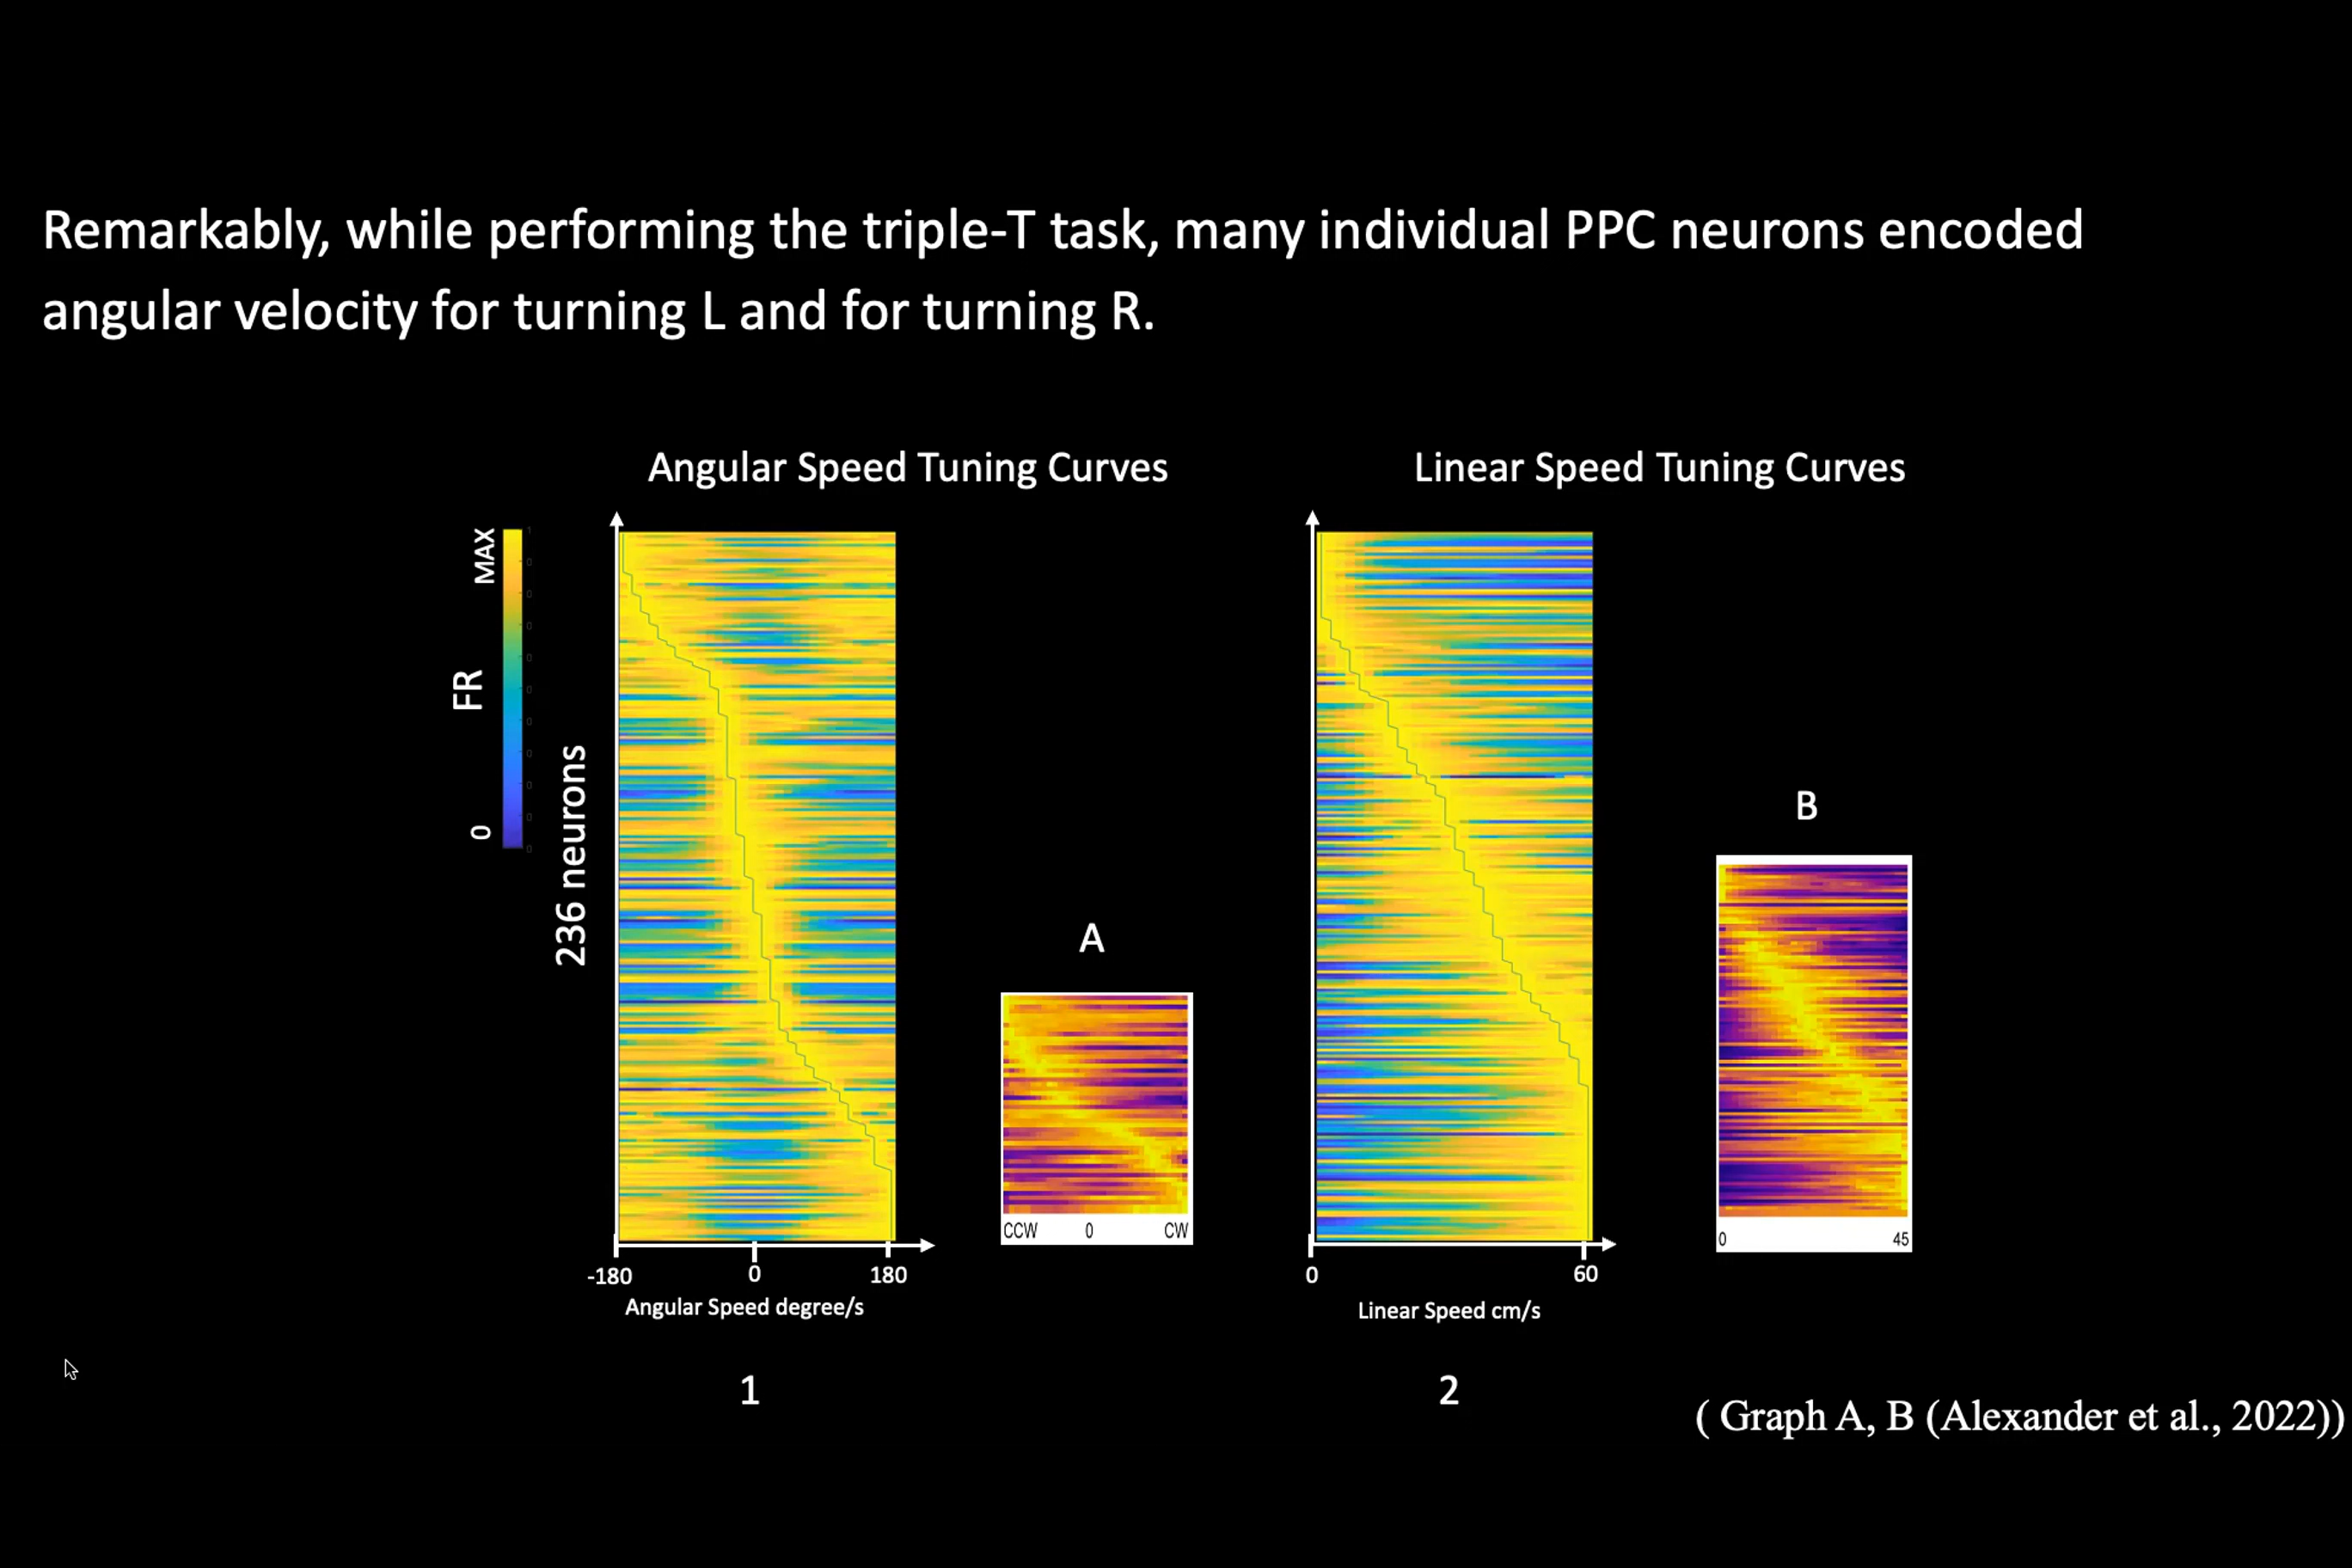 Remarkably, while performing the triple-T task, many individual PPC neurons encoded
angular velocity for turning L and for turning R.
Angular Speed Tuning Curves
Linear Speed Tuning Curves
MAX
FR
0
236 neurons
-180
0
180
Angular Speed degree/s
1
A
CCW
0
CW
0
60
Linear Speed cm/s
2
B
0
45
( Graph A, B (Alexander et al., 2022))